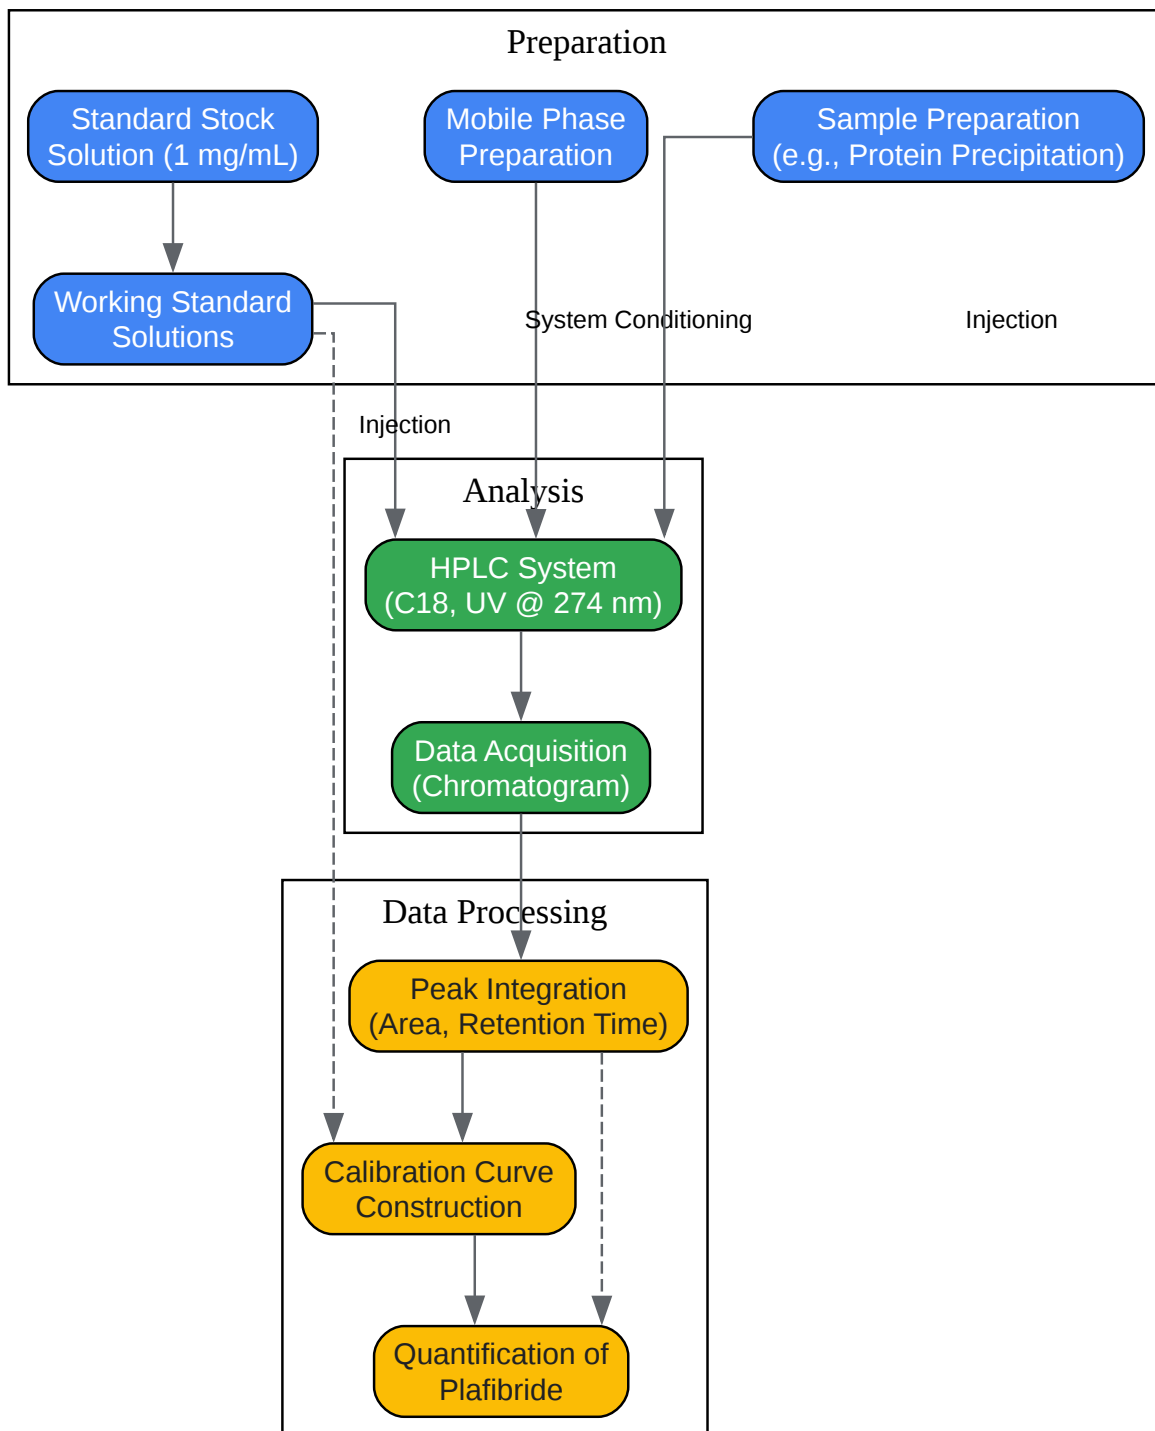 Preparation
Standard Stock
Solution (1 mg/mL)
Mobile Phase
Preparation
Sample Preparation
(e.g., Protein Precipitation)
Working Standard
Solutions
System Conditioning
Injection
Injection
Analysis
HPLC System
(C18, UV @ 274 nm)
Data Acquisition
(Chromatogram)
Data Processing
Peak Integration
(Area, Retention Time)
Calibration Curve
Construction
Quantification of
Plafibride